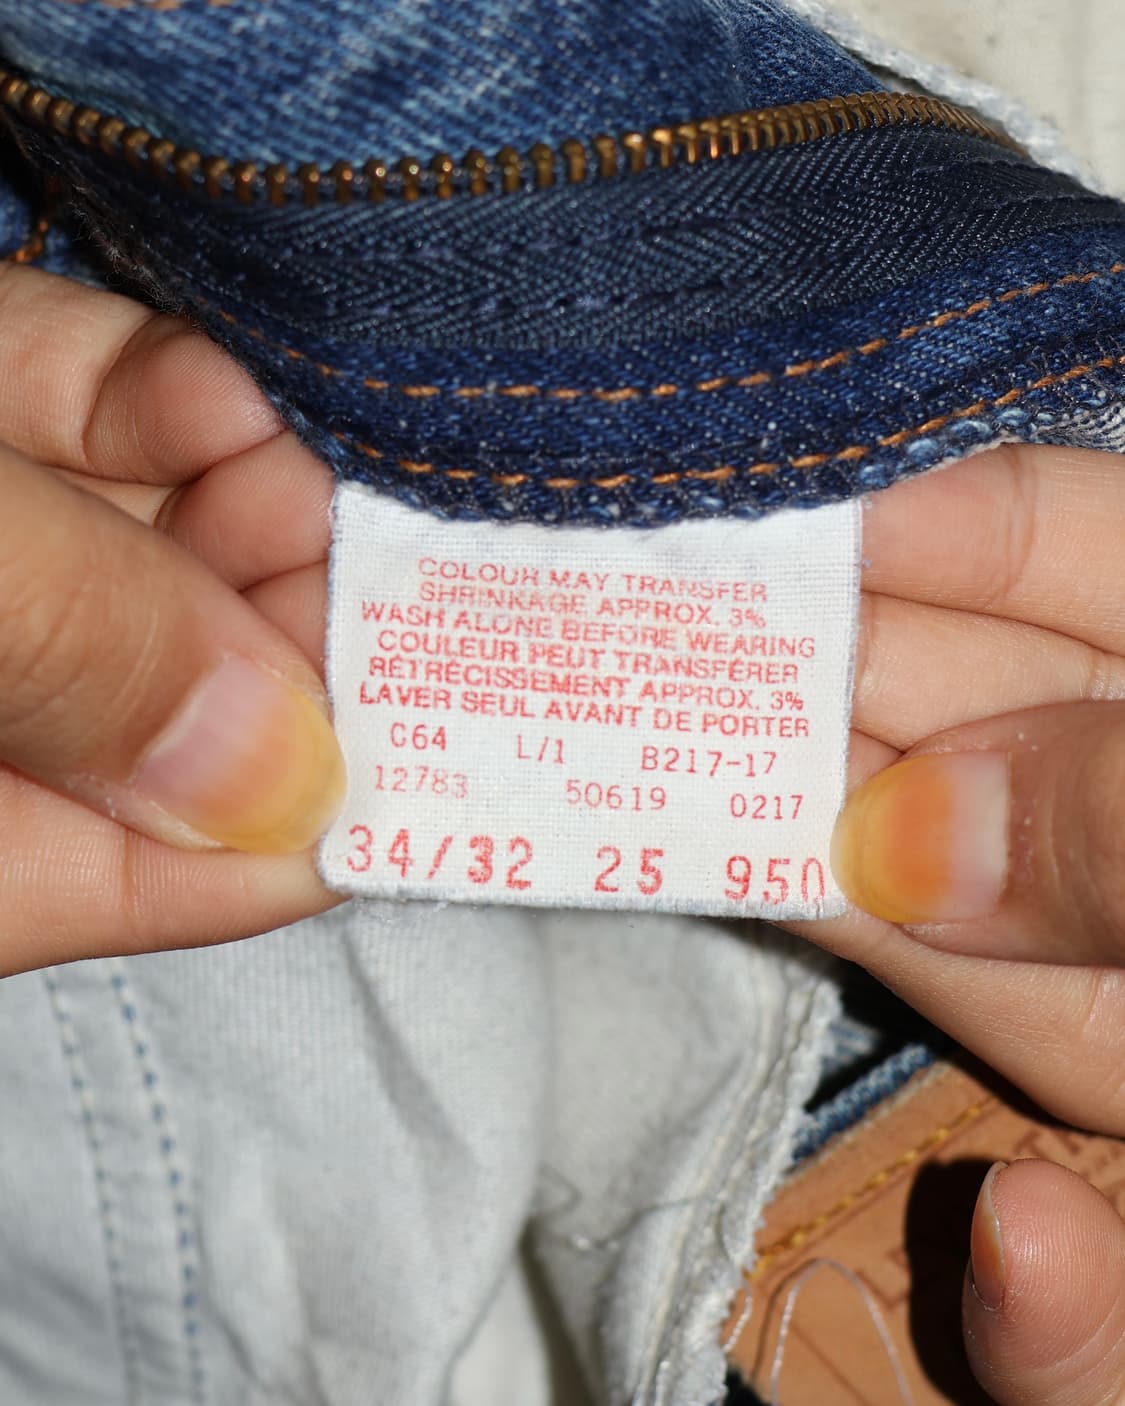 COLOUR MAY TRANSFER
SHRINKAGE APPROX. 3%
WASH ALONE BEFORE WEARING
COULEUR PEUT TRANSFÉRER
RÉTRÉCISSEMENT APPROX. 3%
LAVER SEUL AVANT DE PORTER
C64 L/1 B217-17
12783 50619 0217
34/32 25 950